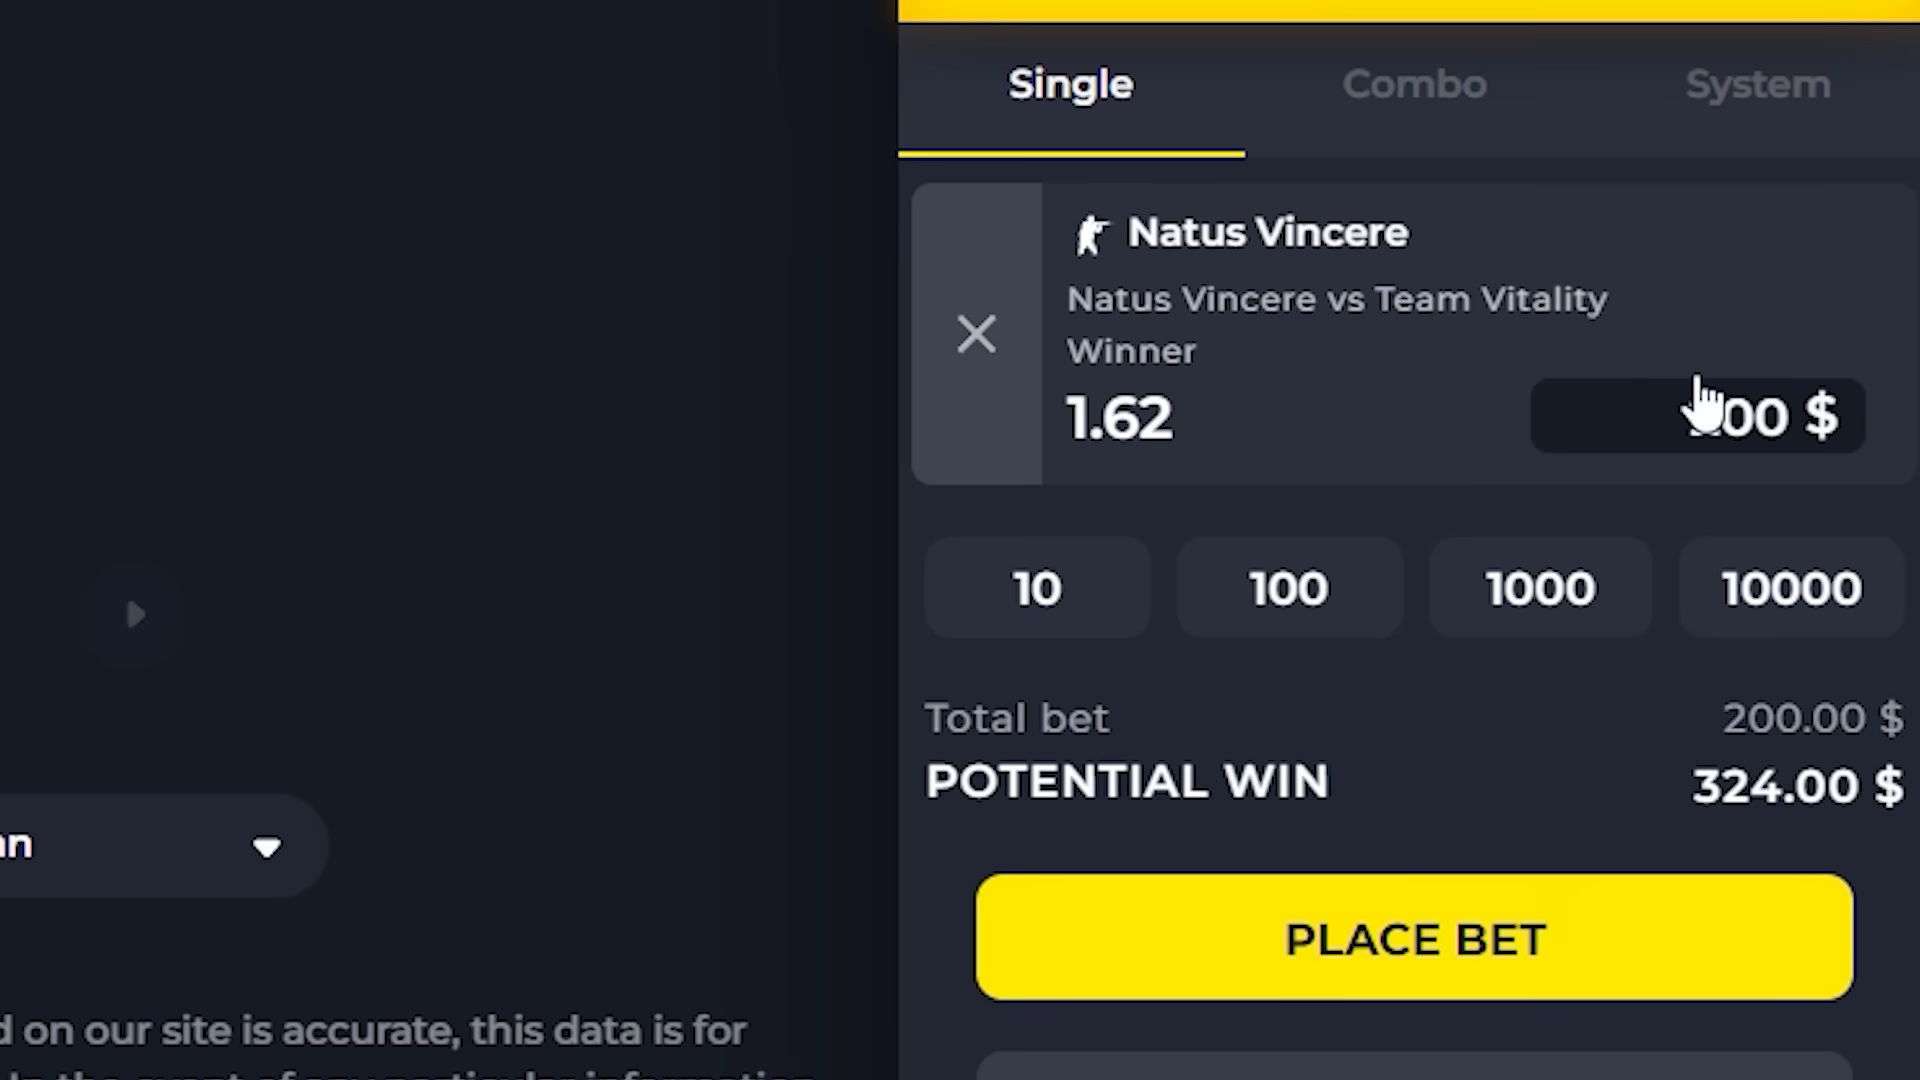 Single
Combo
System
Natus Vincere
Natus Vincere vs Team Vitality
Winner
1.62
00 $
10
100
1000
10000
Total bet
200.00 $
POTENTIAL WIN
324.00 $
PLACE BET
on our site is accurate, this data is for